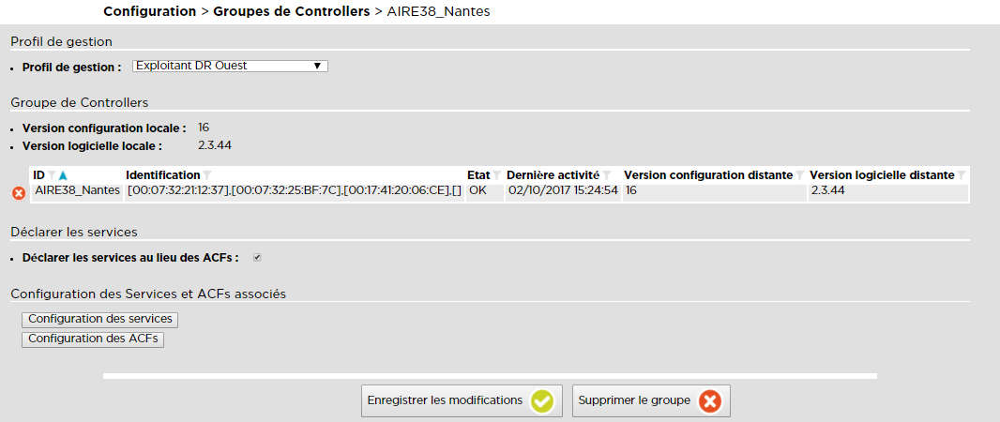 Configuration > Groupes de Controllers > AIRE38_Nantes
Profil de gestion
• Profil de gestion : Exploitant DR Ouest ▼
Groupe de Controllers
• Version configuration locale : 16
• Version logicielle locale : 2.3.44
ID Identification Etat Dernière activité Version configuration distante Version logicielle distante
AIRE38_Nantes [00:07:32:21:12:37],[00:07:32:25:BF:7C],[00:17:41:20:06:CE],[] OK 02/10/2017 15:24:54 16 2.3.44
Déclarer les services
• Déclarer les services au lieu des ACFs :
Configuration des Services et ACFs associés
Configuration des services
Configuration des ACFs
Enregistrer les modifications Supprimer le groupe